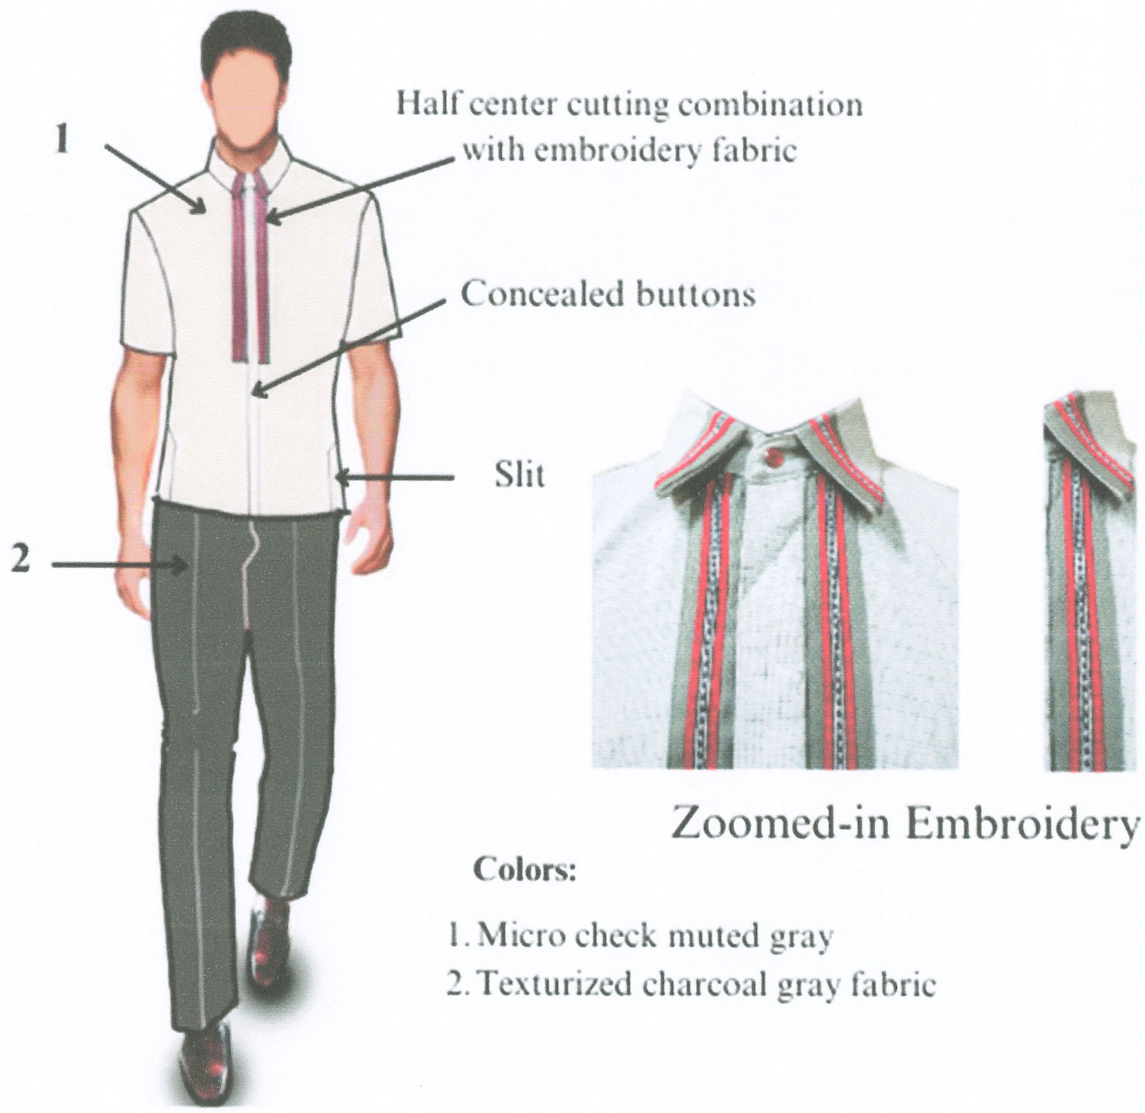 1
Half center cutting combination
with embroidery fabric
Concealed buttons
Slit
2
Zoomed-in Embroidery
Colors:
1. Micro check muted gray
2. Texturized charcoal gray fabric